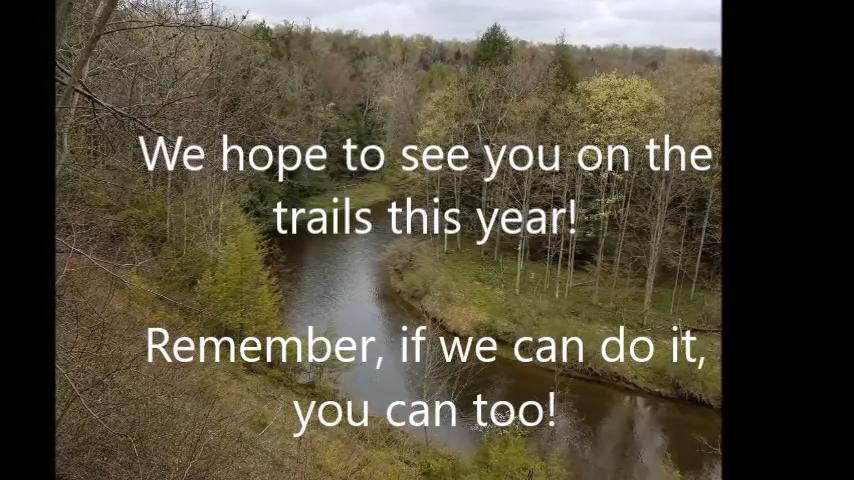 We hope to see you on the
trails this year!
Remember, if we can do it,
you can too!